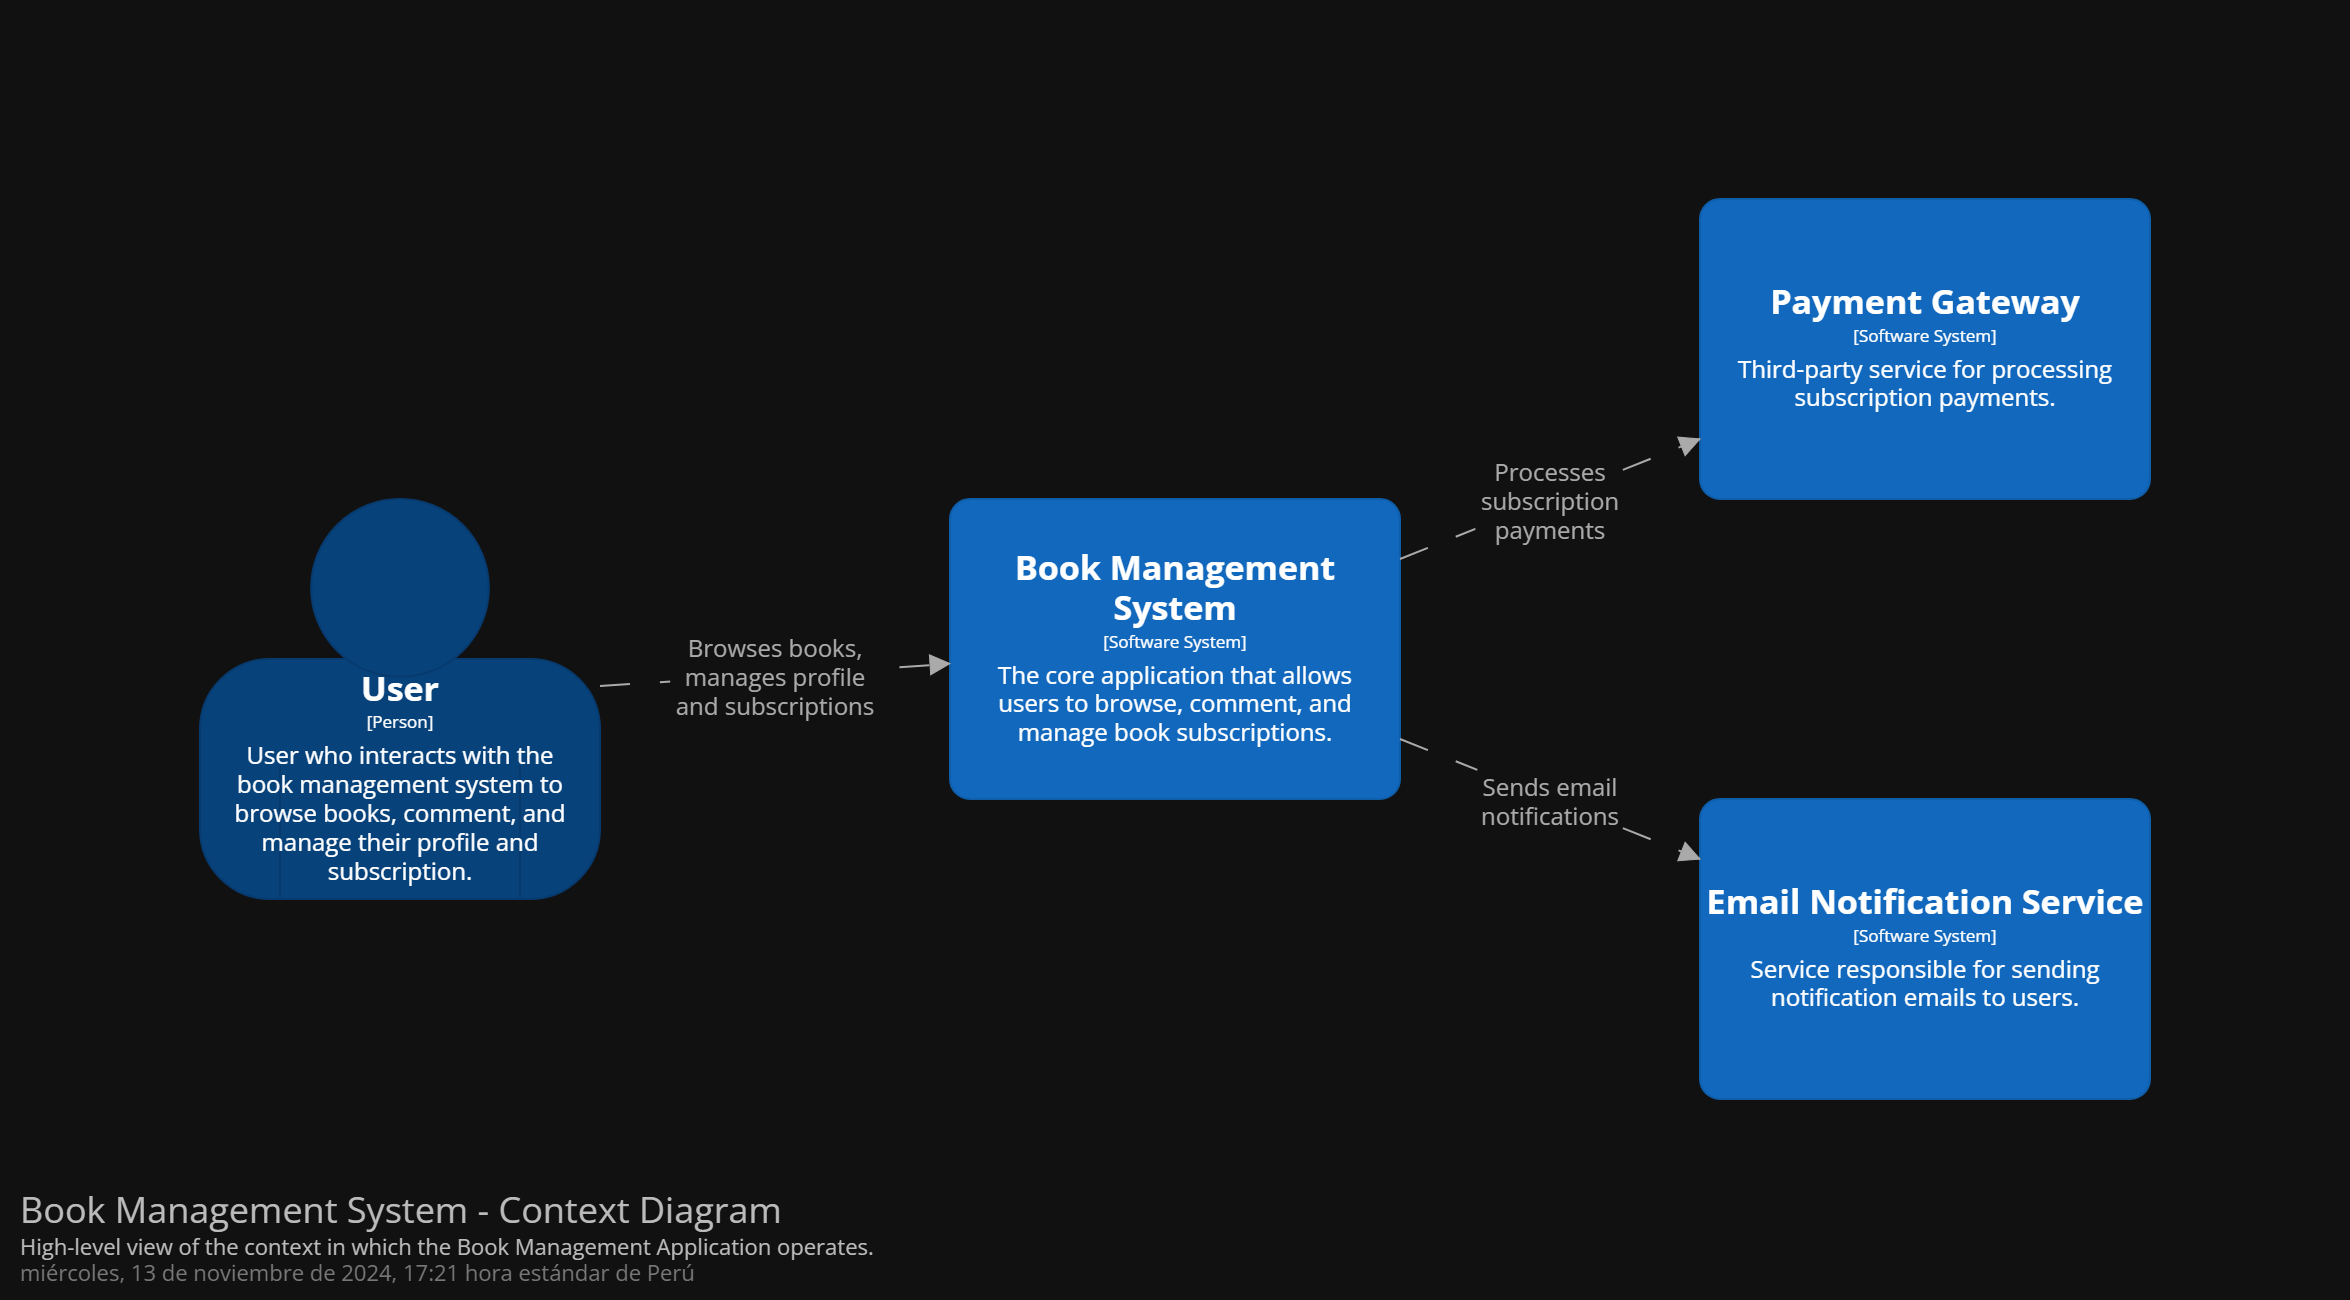 User
[Person]
User who interacts with the
book management system to
browse books, comment, and
manage their profile and
subscription.
Browses books,
manages profile
and subscriptions
Book Management
System
[Software System]
The core application that allows
users to browse, comment, and
manage book subscriptions.
Processes
subscription
payments
Payment Gateway
[Software System]
Third-party service for processing
subscription payments.
Sends email
notifications
Email Notification Service
[Software System]
Service responsible for sending
notification emails to users.
Book Management System - Context Diagram
High-level view of the context in which the Book Management Application operates.
miércoles, 13 de noviembre de 2024, 17:21 hora estándar de Perú